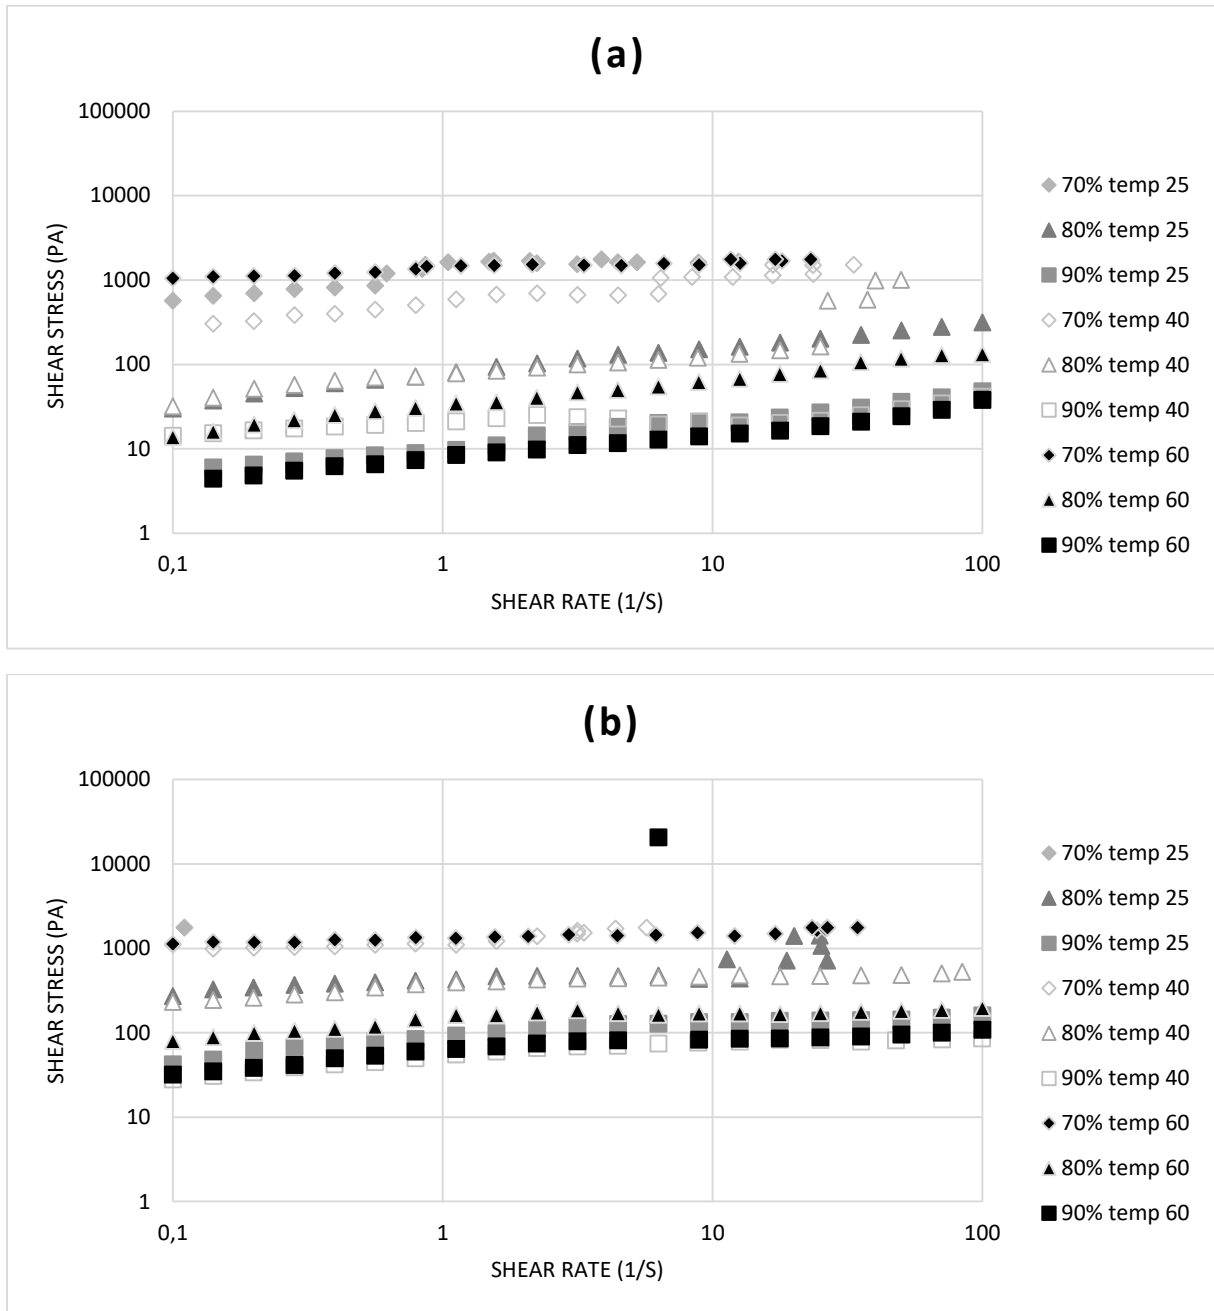 (a)
100000
10000
1000
100
10
1
SHEAR STRESS (PA)
0,1
1
10
100
SHEAR RATE (1/S)
70% temp 25
80% temp 25
90% temp 25
70% temp 40
80% temp 40
90% temp 40
70% temp 60
80% temp 60
90% temp 60
(b)
100000
10000
1000
100
10
1
SHEAR STRESS (PA)
0,1
1
10
100
SHEAR RATE (1/S)
70% temp 25
80% temp 25
90% temp 25
70% temp 40
80% temp 40
90% temp 40
70% temp 60
80% temp 60
90% temp 60